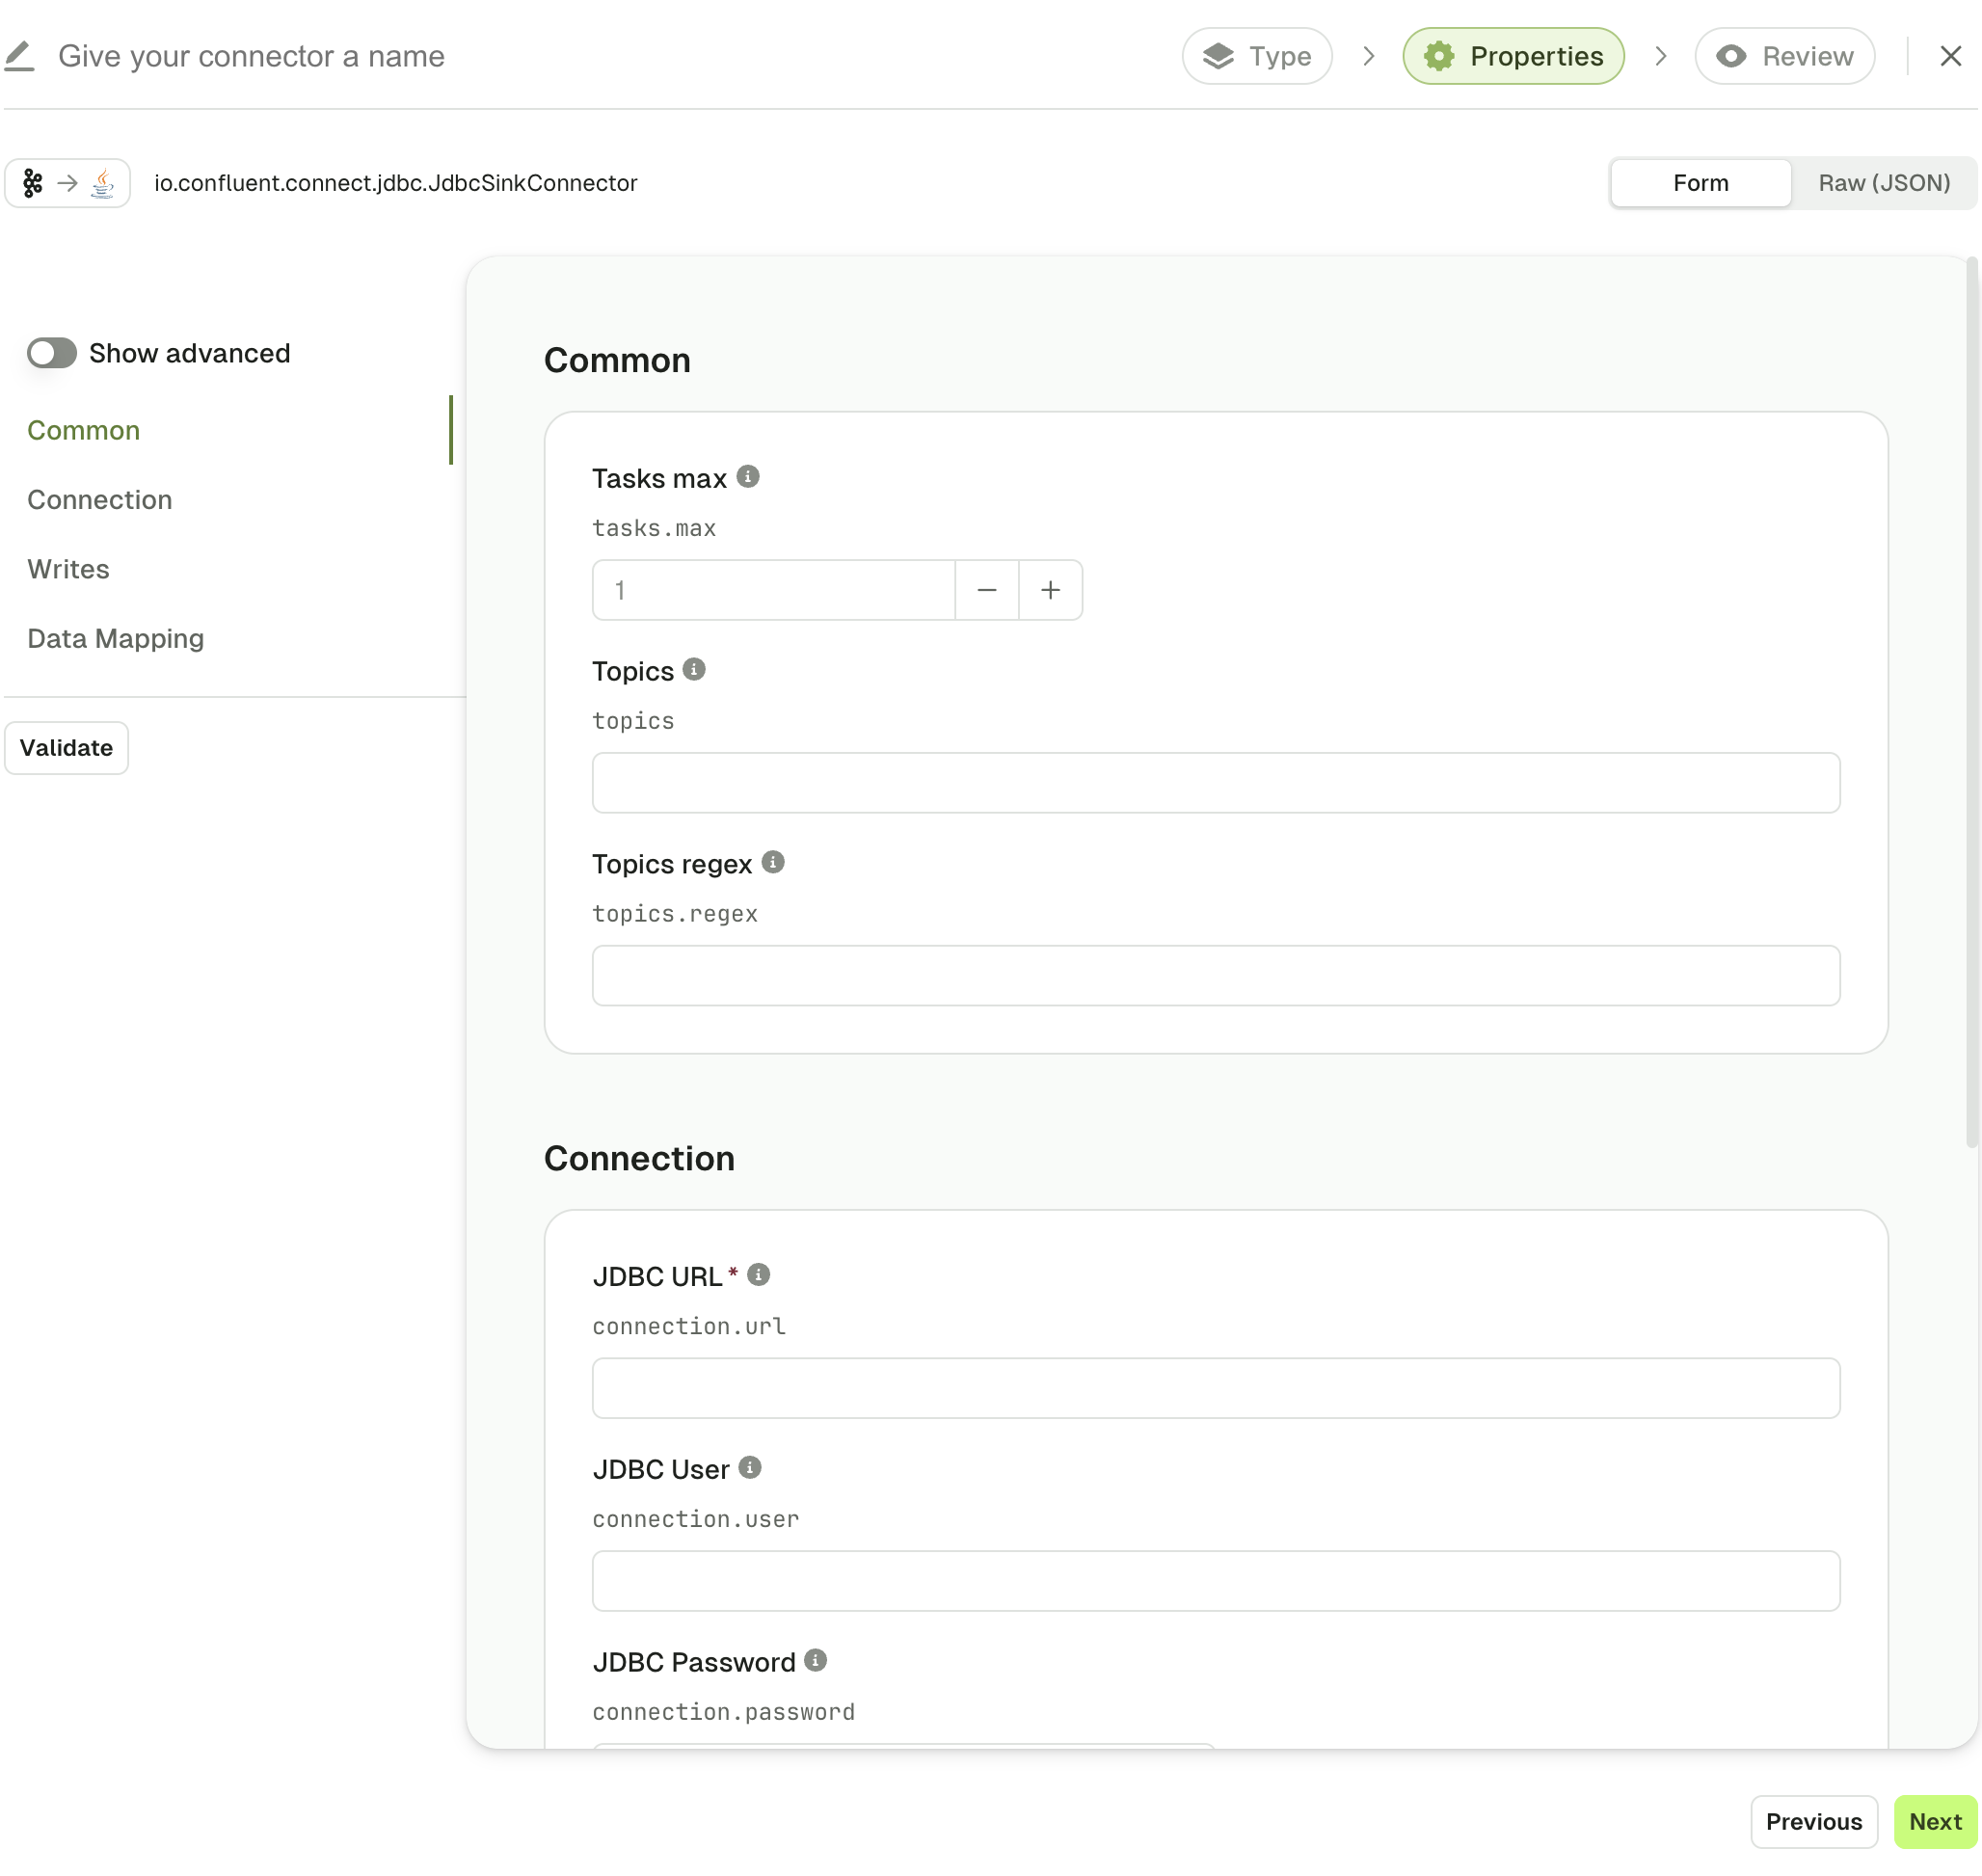 Give your connector a name
Type
Properties
Review
io.confluent.connect.jdbc.JdbcSinkConnector
Form
Raw (JSON)
Show advanced
Common
Connection
Writes
Data Mapping
Validate
Common
Tasks max
tasks.max
1
Topics
topics
Topics regex
topics.regex
Connection
JDBC URL*
connection.url
JDBC User
connection.user
JDBC Password
connection.password
Previous
Next